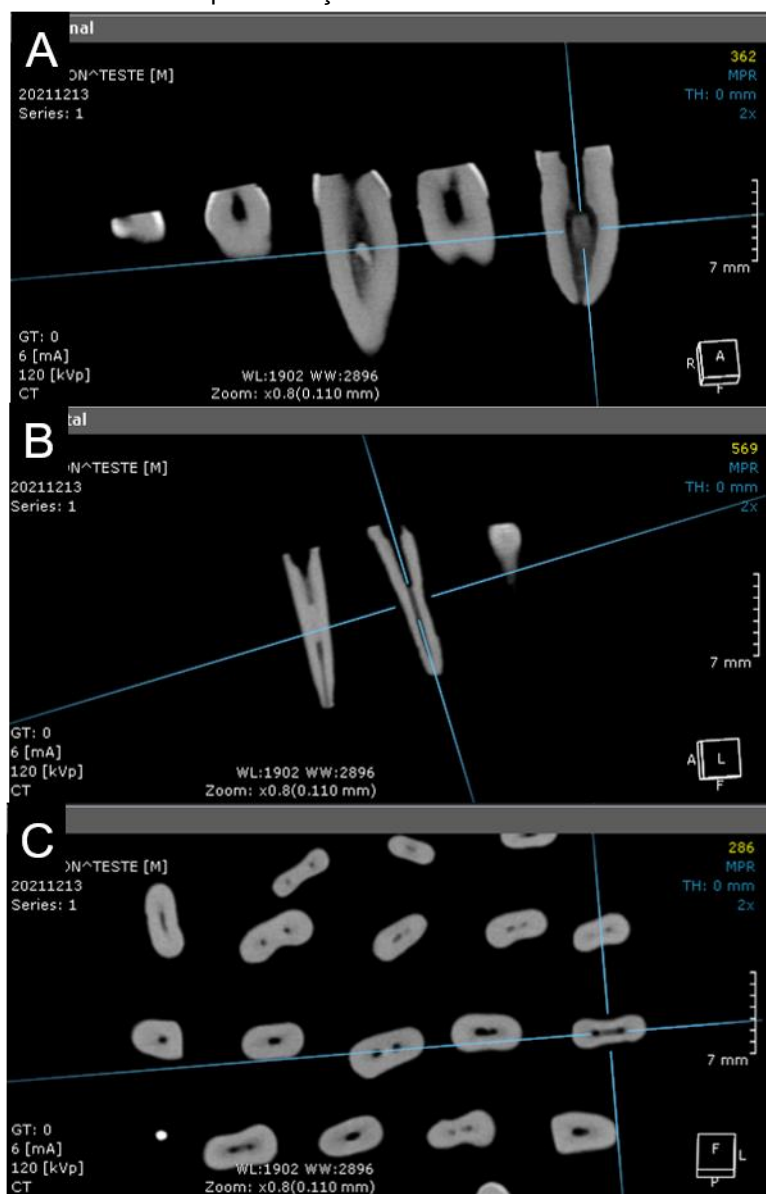 A
nal
ON^TESTE [M]
20211213
Series: 1
362
MPR
TH: 0 mm
2x
7 mm
GT: 0
6 [mA]
120 [kVp]
CT
WL:1902 WW:2896
Zoom: x0.8(0.110 mm)
R
A
F
B
tal
ON^TESTE [M]
20211213
Series: 1
569
MPR
TH: 0 mm
2x
7 mm
GT: 0
6 [mA]
120 [kVp]
CT
WL:1902 WW:2896
Zoom: x0.8(0.110 mm)
A
L
F
C
ON^TESTE [M]
20211213
Series: 1
286
MPR
TH: 0 mm
2x
7 mm
GT: 0
6 [mA]
120 [kVp]
CT
WL:1902 WW:2896
Zoom: x0.8(0.110 mm)
F
L
P